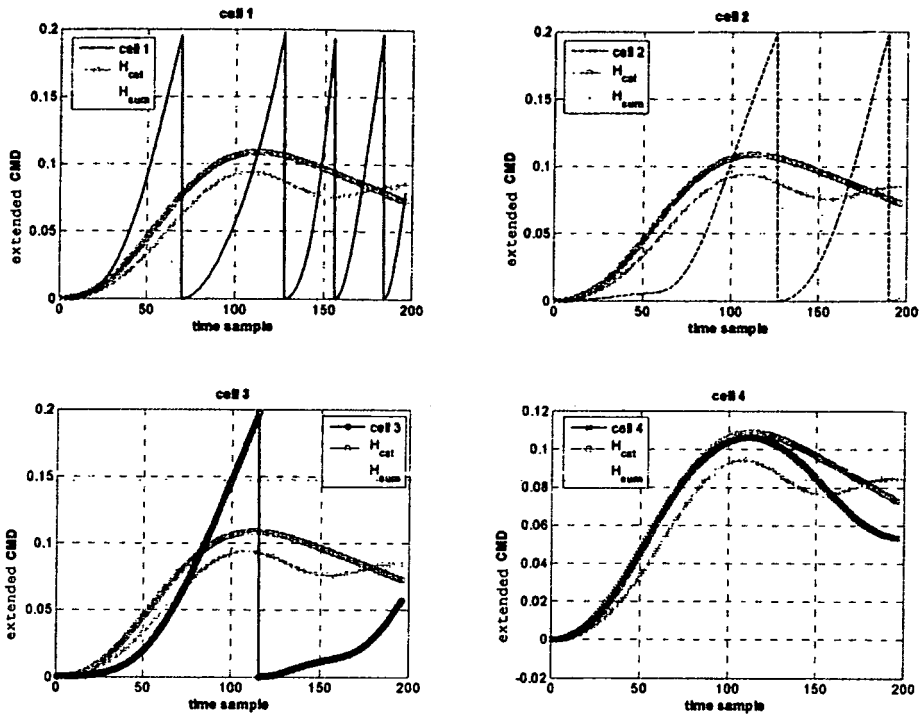 cell 1
extended CMD
0.2
0.15
0.1
0.05
0
cell 1
H_cat
H_sum
0
50
100
150
200
time sample
cell 2
extended CMD
0.2
0.15
0.1
0.05
0
cell 2
H_cat
H_sum
0
50
100
150
200
time sample
cell 3
extended CMD
0.2
0.15
0.1
0.05
0
cell 3
H_cat
H_sum
0
50
100
150
200
time sample
cell 4
extended CMD
0.12
0.1
0.08
0.06
0.04
0.02
0
-0.02
cell 4
H_cat
H_sum
0
50
100
150
200
time sample